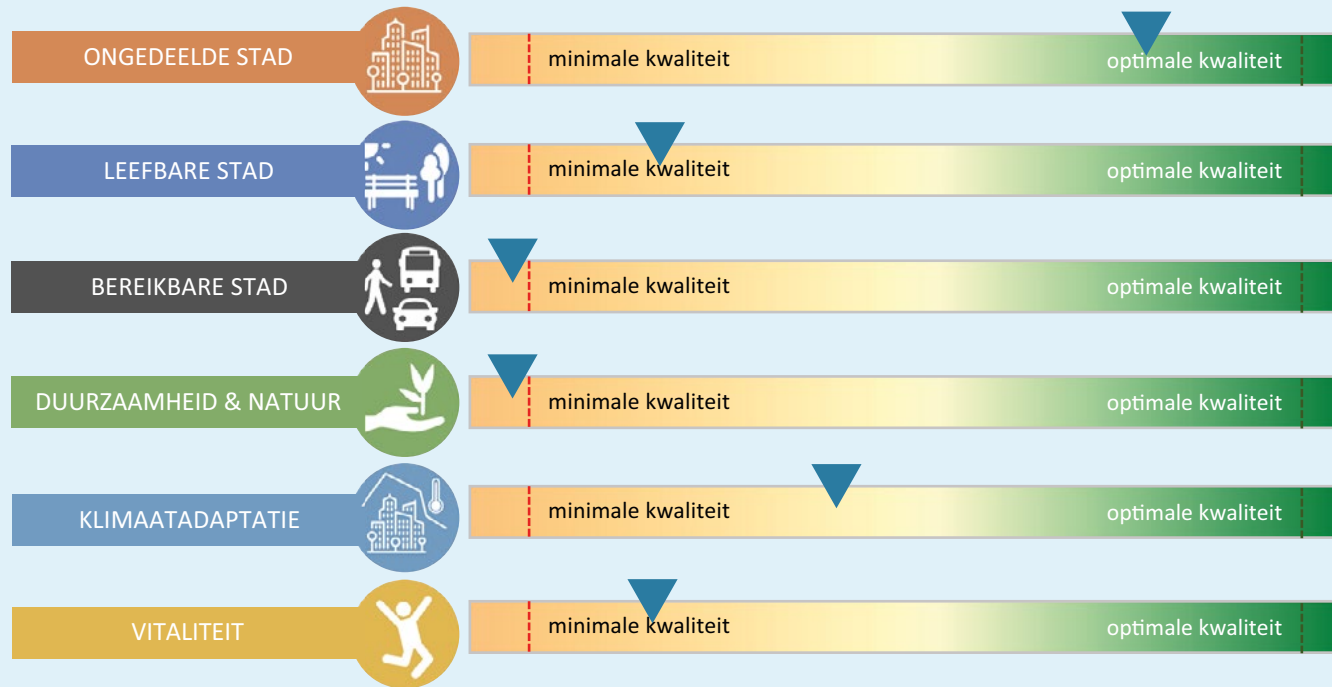 ONGEDEELDE STAD minimale kwaliteit optimale kwaliteit
LEEFBARE STAD minimale kwaliteit optimale kwaliteit
BEREIKBARE STAD minimale kwaliteit optimale kwaliteit
DUURZAAMHEID & NATUUR minimale kwaliteit optimale kwaliteit
KLIMAATADAPTATIE minimale kwaliteit optimale kwaliteit
VITALITEIT minimale kwaliteit optimale kwaliteit